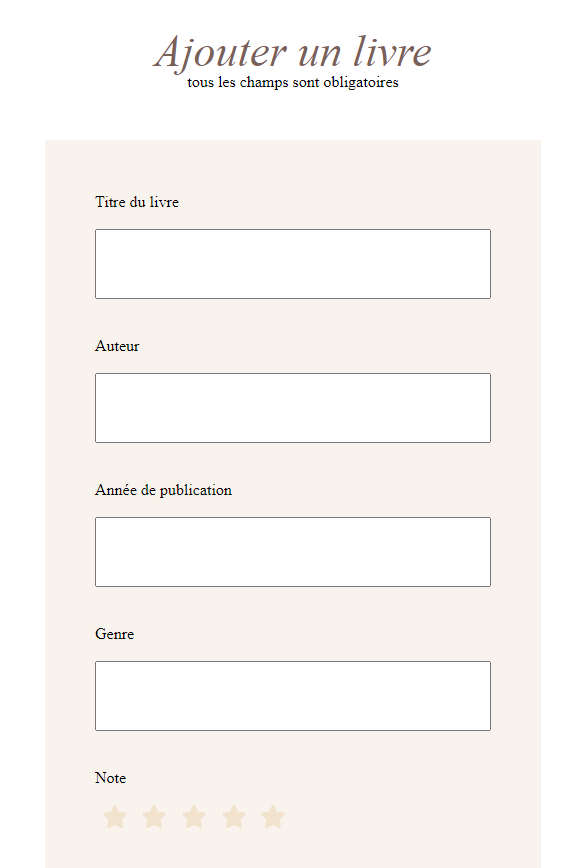 Ajouter un livre
tous les champs sont obligatoires
Titre du livre
Auteur
Année de publication
Genre
Note